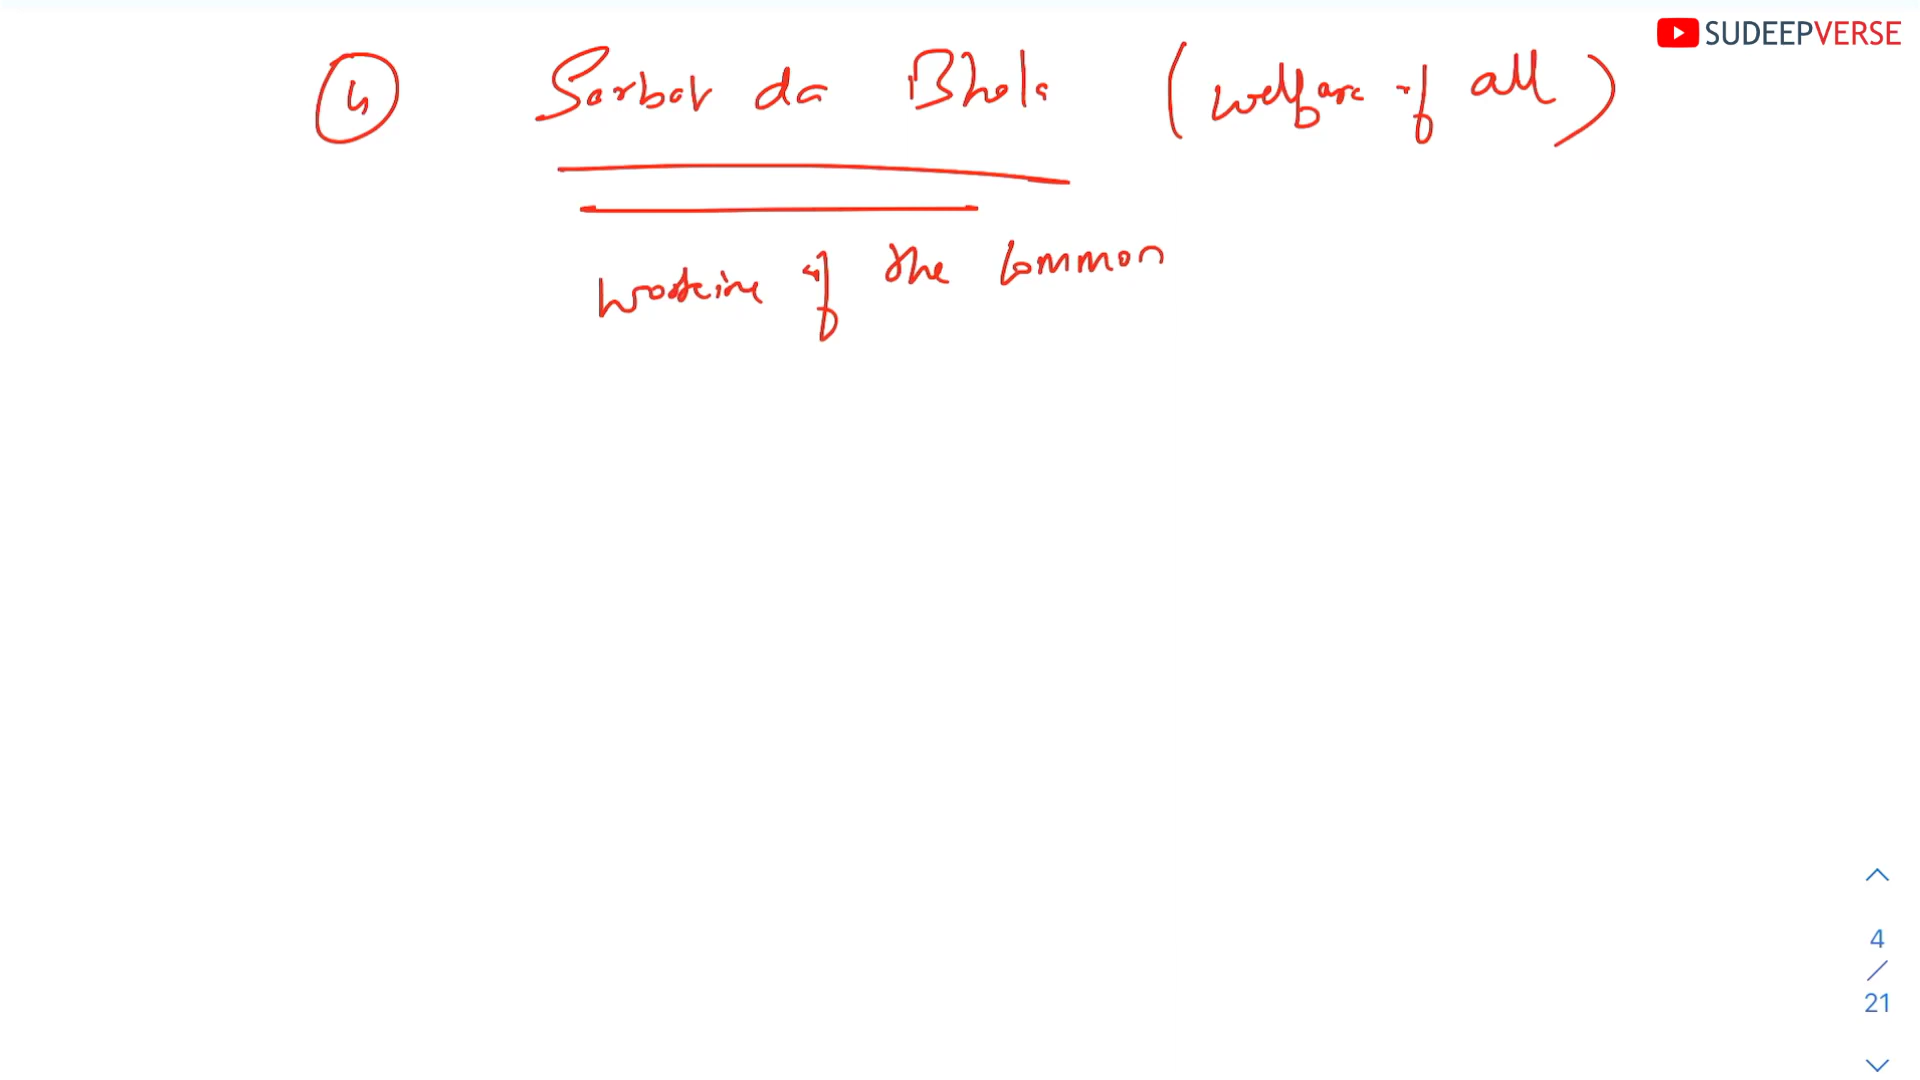 SUDEEPVERSE
④ Sarbat da Bhala (welfare of all)
working of the common
4
/
21